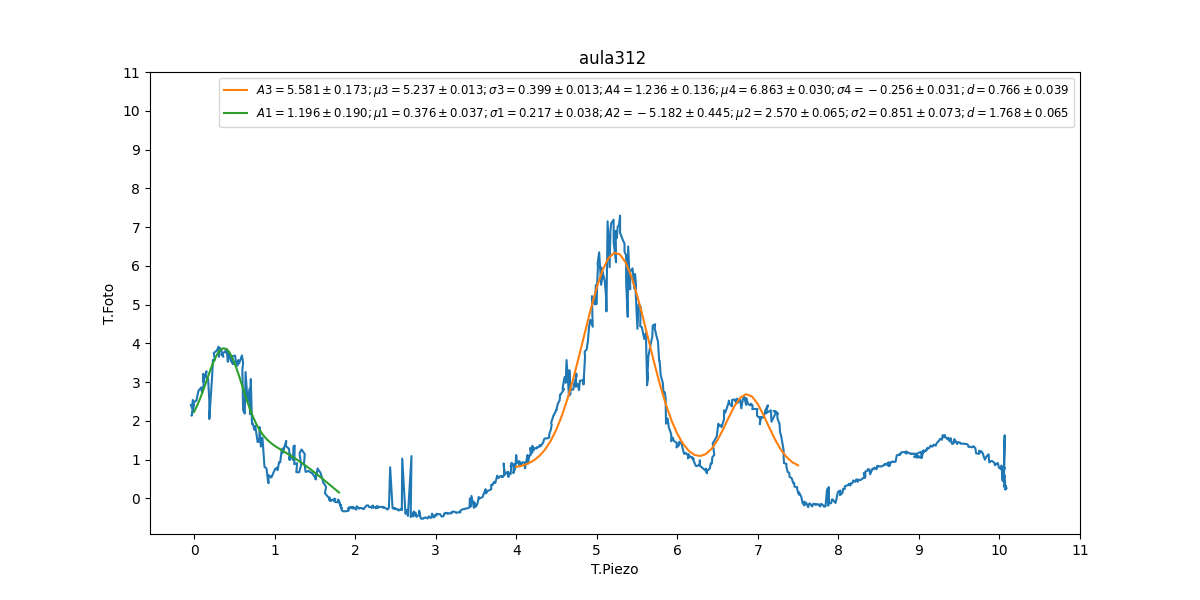 aula312
11
10
9
8
7
6
5
4
3
2
1
0
T.Foto
A3 = 5.581 ± 0.173; μ3 = 5.237 ± 0.013; σ3 = 0.399 ± 0.013; A4 = 1.236 ± 0.136; μ4 = 6.863 ± 0.030; σ4 = −0.256 ± 0.031; d = 0.766 ± 0.039
A1 = 1.196 ± 0.190; μ1 = 0.376 ± 0.037; σ1 = 0.217 ± 0.038; A2 = −5.182 ± 0.445; μ2 = 2.570 ± 0.065; σ2 = 0.851 ± 0.073; d = 1.768 ± 0.065
0 1 2 3 4 5 6 7 8 9 10 11
T.Piezo